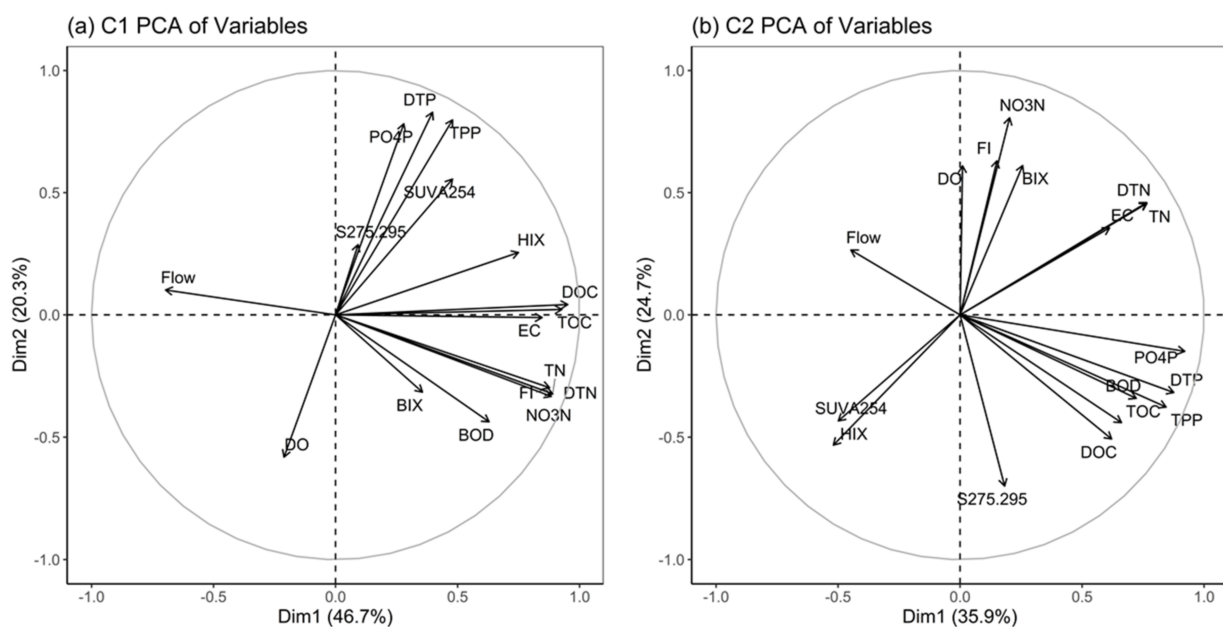 (a) C1 PCA of Variables
1.0
0.5
0.0
-0.5
-1.0
Dim2 (20.3%)
DTP
PO4P
TPP
SUVA254
S275.295
HIX
Flow
DOC
TOC
EC
TN
FI
DTN
NO3N
BIX
BOD
DO
-1.0 -0.5 0.0 0.5 1.0
Dim1 (46.7%)
(b) C2 PCA of Variables
1.0
0.5
0.0
-0.5
-1.0
Dim2 (24.7%)
NO3N
FI
DO
BIX
DTN
EC
TN
Flow
PO4P
DTP
BOD
TOC
TPP
SUVA254
HIX
DOC
S275.295
-1.0 -0.5 0.0 0.5 1.0
Dim1 (35.9%)